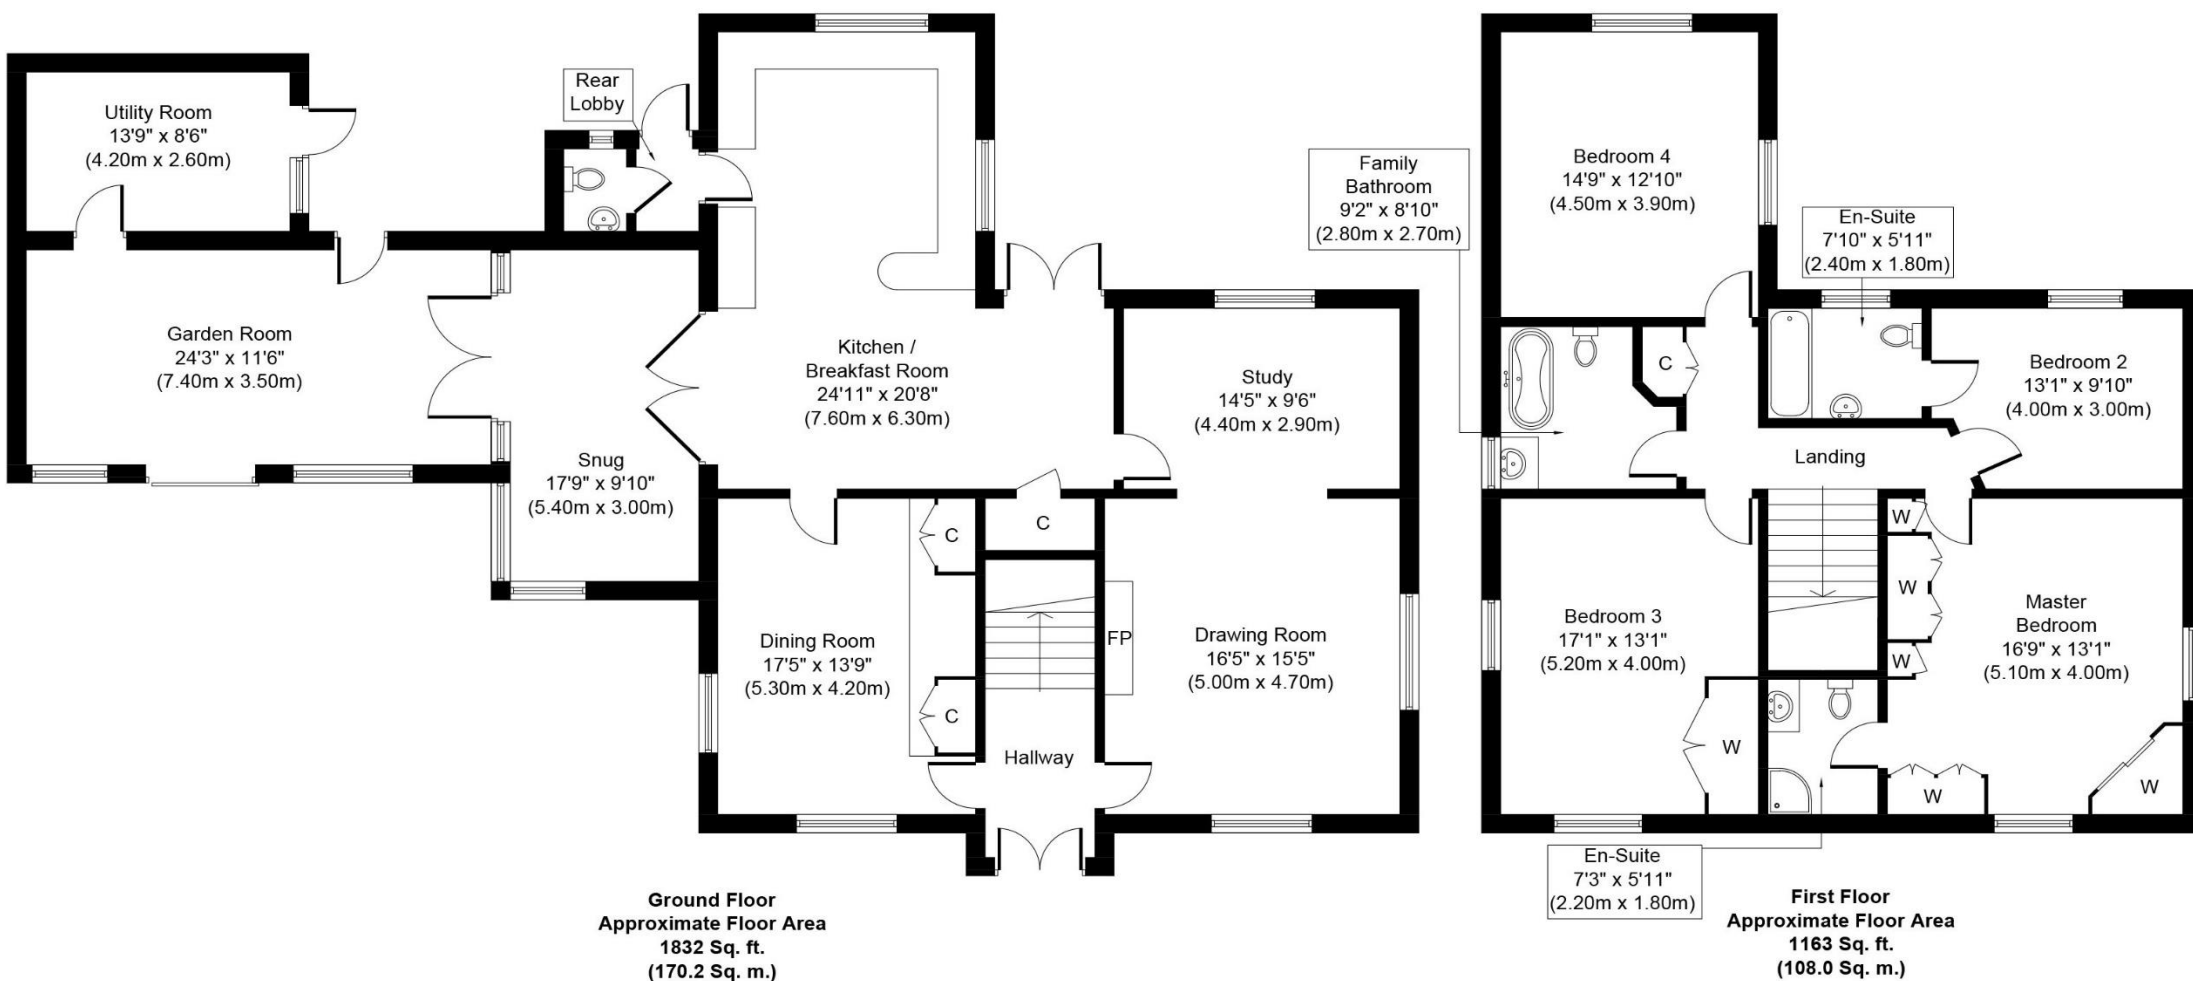 Utility Room
13'9" x 8'6"
(4.20m x 2.60m)
Rear
Lobby
Garden Room
24'3" x 11'6"
(7.40m x 3.50m)
Snug
17'9" x 9'10"
(5.40m x 3.00m)
Kitchen /
Breakfast Room
24'11" x 20'8"
(7.60m x 6.30m)
Study
14'5" x 9'6"
(4.40m x 2.90m)
C
C
C
Dining Room
17'5" x 13'9"
(5.30m x 4.20m)
FP
Drawing Room
16'5" x 15'5"
(5.00m x 4.70m)
Hallway
Ground Floor
Approximate Floor Area
1832 Sq. ft.
(170.2 Sq. m.)
Family
Bathroom
9'2" x 8'10"
(2.80m x 2.70m)
Bedroom 4
14'9" x 12'10"
(4.50m x 3.90m)
En-Suite
7'10" x 5'11"
(2.40m x 1.80m)
C
Bedroom 2
13'1" x 9'10"
(4.00m x 3.00m)
Landing
W
W
W
Bedroom 3
17'1" x 13'1"
(5.20m x 4.00m)
Master
Bedroom
16'9" x 13'1"
(5.10m x 4.00m)
W
W
W
En-Suite
7'3" x 5'11"
(2.20m x 1.80m)
First Floor
Approximate Floor Area
1163 Sq. ft.
(108.0 Sq. m.)